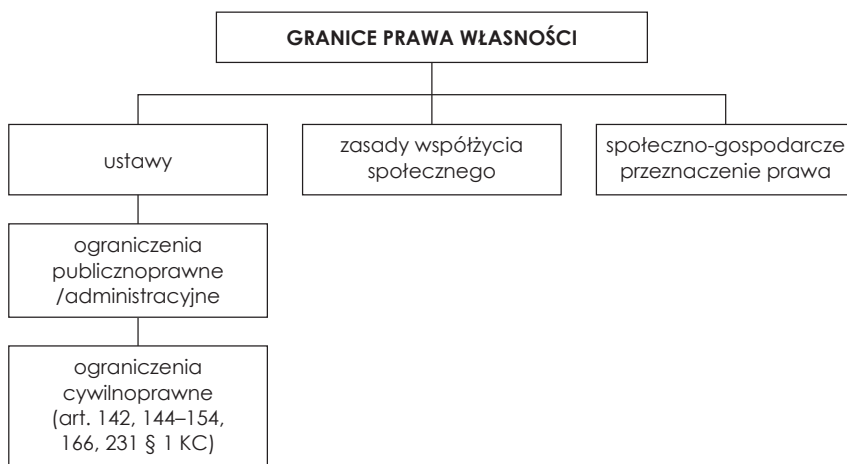 GRANICE PRAWA WŁASNOŚCI
ustawy
zasady współżycia
społecznego
społeczno-gospodarcze
przeznaczenie prawa
ograniczenia
publicznoprawne
/administracyjne
ograniczenia
cywilnoprawne
(art. 142, 144–154,
166, 231 § 1 KC)